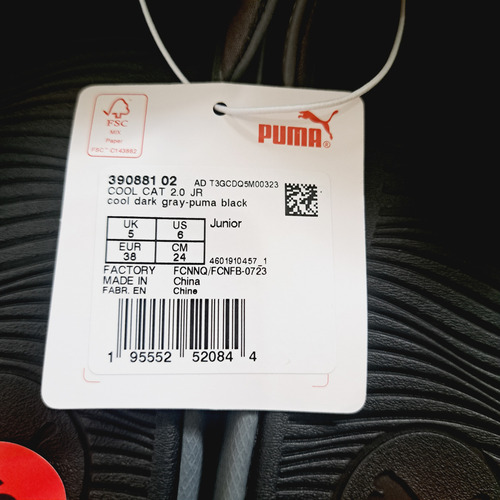 FSC
MIX
Paper
PUMA®
390881 02 AD T3GCDQ5M00323
COOL CAT 2.0 JR
cool dark gray-puma black
UK US Junior
5 6
EUR CM
38 24
4601910457_1
FACTORY FCNNQ/FCNFB-0723
MADE IN China
FABR. EN Chine
1 95552 52084 4